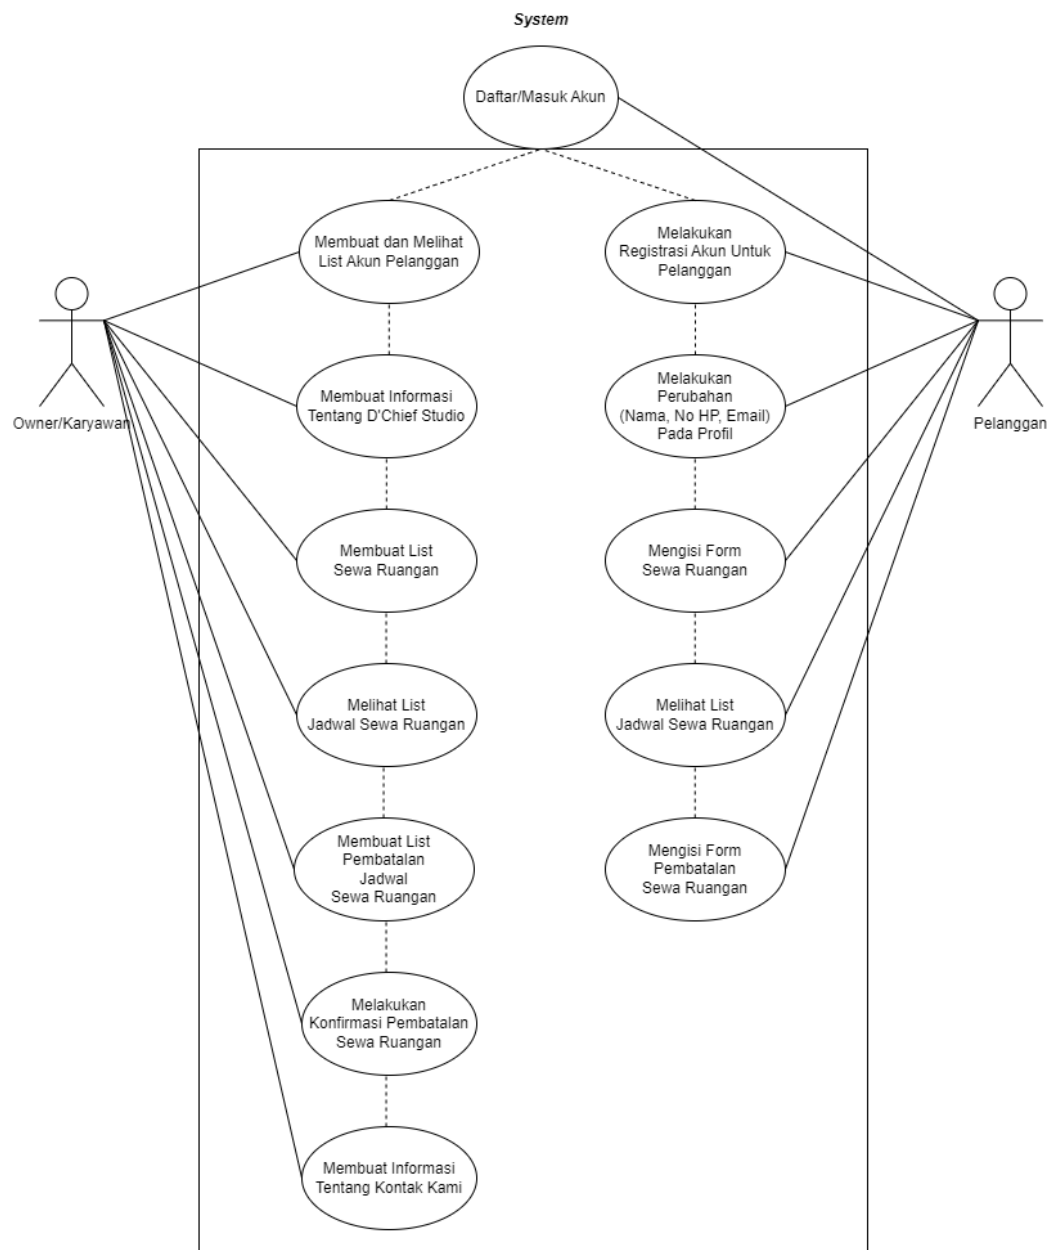 System
Daftar/Masuk Akun
Membuat dan Melihat
List Akun Pelanggan
Melakukan
Registrasi Akun Untuk
Pelanggan
Owner/Karyawan
Pelanggan
Membuat Informasi
Tentang D'Chief Studio
Melakukan
Perubahan
(Nama, No HP, Email)
Pada Profil
Membuat List
Sewa Ruangan
Mengisi Form
Sewa Ruangan
Melihat List
Jadwal Sewa Ruangan
Melihat List
Jadwal Sewa Ruangan
Membuat List
Pembatalan
Jadwal
Sewa Ruangan
Mengisi Form
Pembatalan
Sewa Ruangan
Melakukan
Konfirmasi Pembatalan
Sewa Ruangan
Membuat Informasi
Tentang Kontak Kami